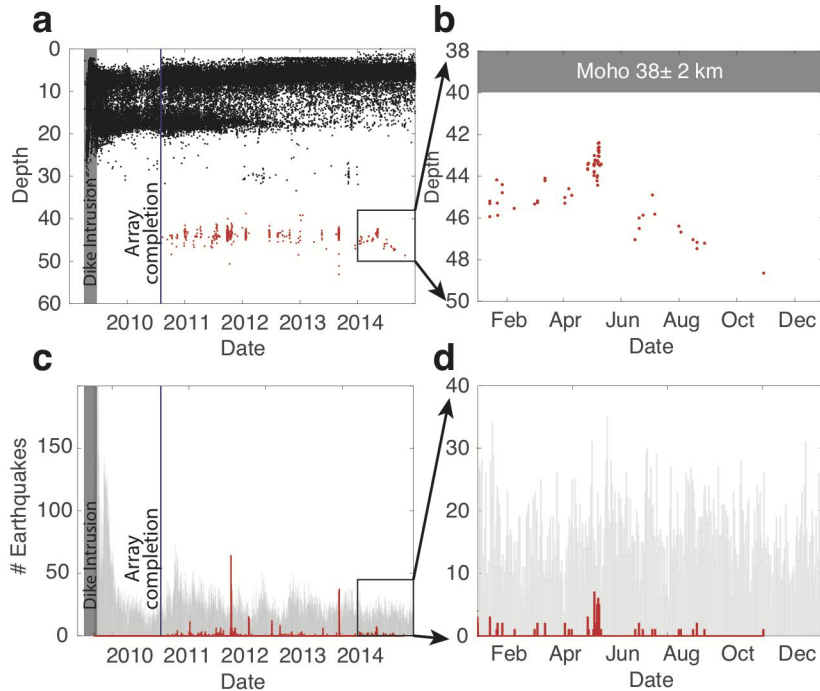 a
0
10
20
30
40
50
60
Depth
Dike Intrusion
Array
completion
2010 2011 2012 2013 2014
Date
b
38
40
42
44
46
48
50
Depth
Moho 38± 2 km
Feb Apr Jun Aug Oct Dec
Date
c
150
100
50
0
# Earthquakes
Dike Intrusion
Array
completion
2010 2011 2012 2013 2014
Date
d
40
30
20
10
0
Feb Apr Jun Aug Oct Dec
Date